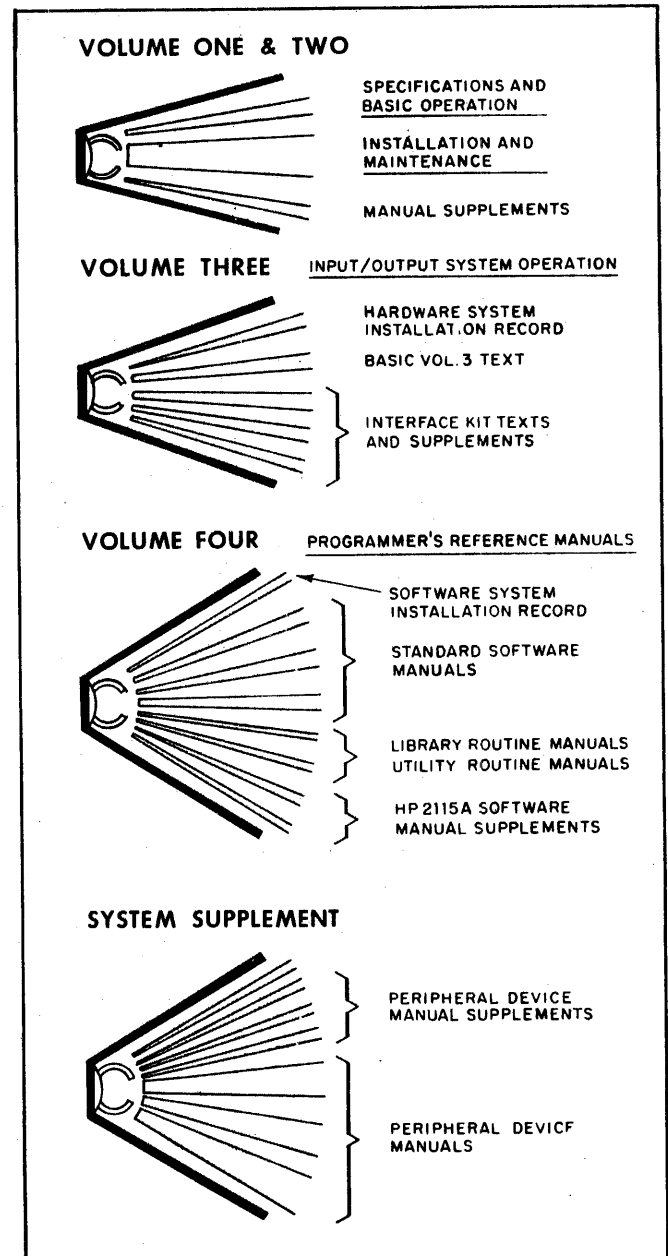 VOLUME ONE & TWO
SPECIFICATIONS AND
BASIC OPERATION
INSTALLATION AND
MAINTENANCE
MANUAL SUPPLEMENTS
VOLUME THREE INPUT/OUTPUT SYSTEM OPERATION
HARDWARE SYSTEM
INSTALLATION RECORD
BASIC VOL. 3 TEXT
INTERFACE KIT TEXTS
AND SUPPLEMENTS
VOLUME FOUR PROGRAMMER'S REFERENCE MANUALS
SOFTWARE SYSTEM
INSTALLATION RECORD
STANDARD SOFTWARE
MANUALS
LIBRARY ROUTINE MANUALS
UTILITY ROUTINE MANUALS
HP 2115A SOFTWARE
MANUAL SUPPLEMENTS
SYSTEM SUPPLEMENT
PERIPHERAL DEVICE
MANUAL SUPPLEMENTS
PERIPHERAL DEVICE
MANUALS